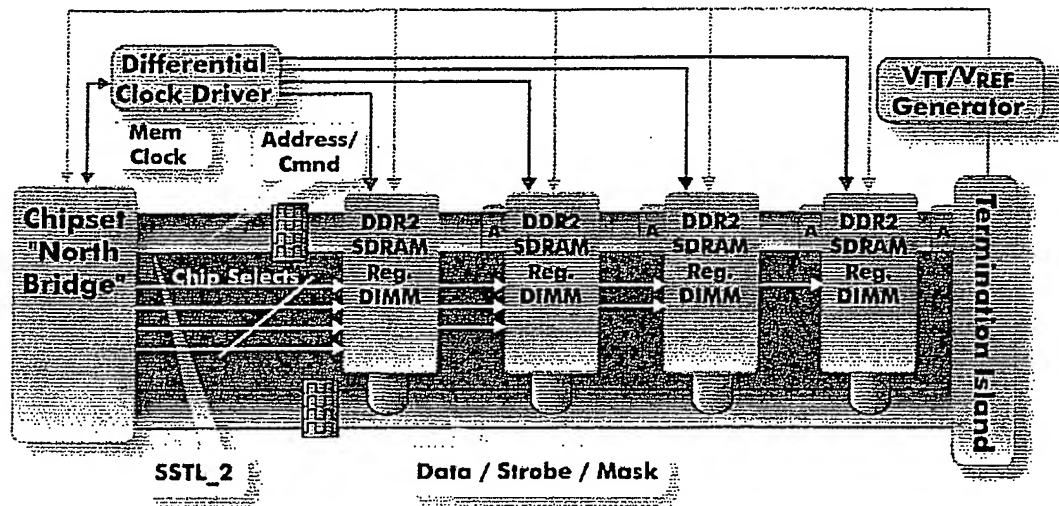 Differential
Clock Driver
VTT/VREF
Generator
Mem
Clock
Address/
Cmnd
Chipset
"North
Bridge"
Chip Selects
DDR2
SDRAM
Reg.
DIMM
A
DDR2
SDRAM
Reg.
DIMM
A
DDR2
SDRAM
Reg.
DIMM
A
DDR2
SDRAM
Reg.
DIMM
A
Termination Island
SSTL_2
Data / Strobe / Mask